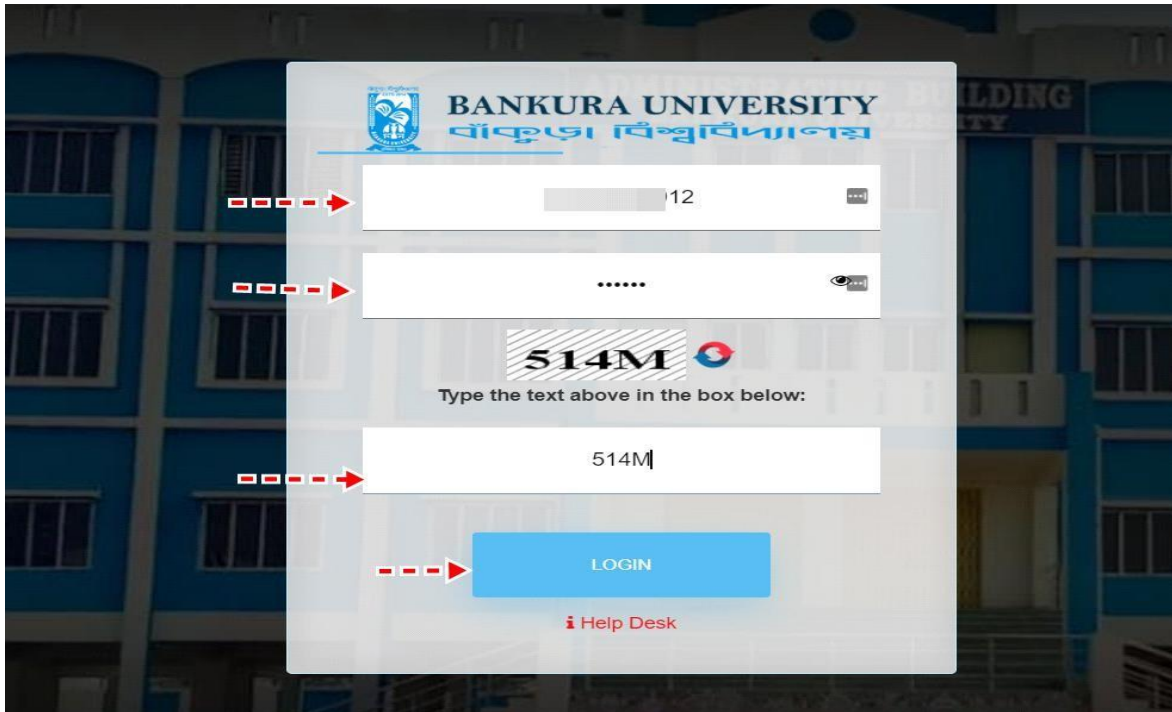 BANKURA UNIVERSITY
বাঁকুড়া বিশ্ববিদ্যালয়
12
••••••
514M
Type the text above in the box below:
514M
LOGIN
i Help Desk